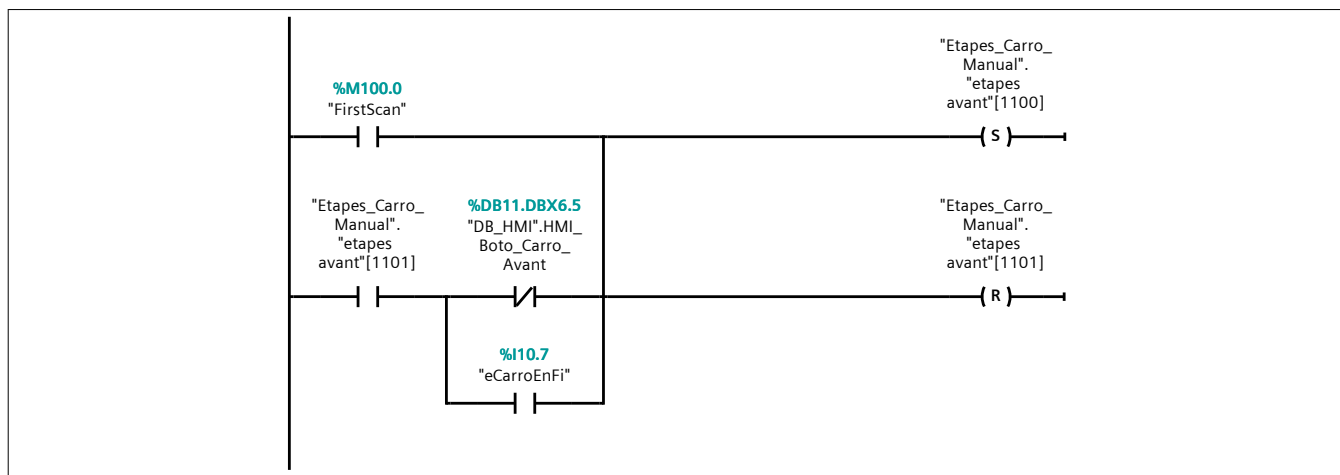 "Etapes_Carro_
Manual".
"etapes
avant"[1100]
%M100.0
"FirstScan"
S
"Etapes_Carro_
Manual".
"etapes
avant"[1101]
%DB11.DBX6.5
"DB_HMI".HMI_
Boto_Carro_
Avant
"Etapes_Carro_
Manual".
"etapes
avant"[1101]
R
%I10.7
"eCarroEnFi"